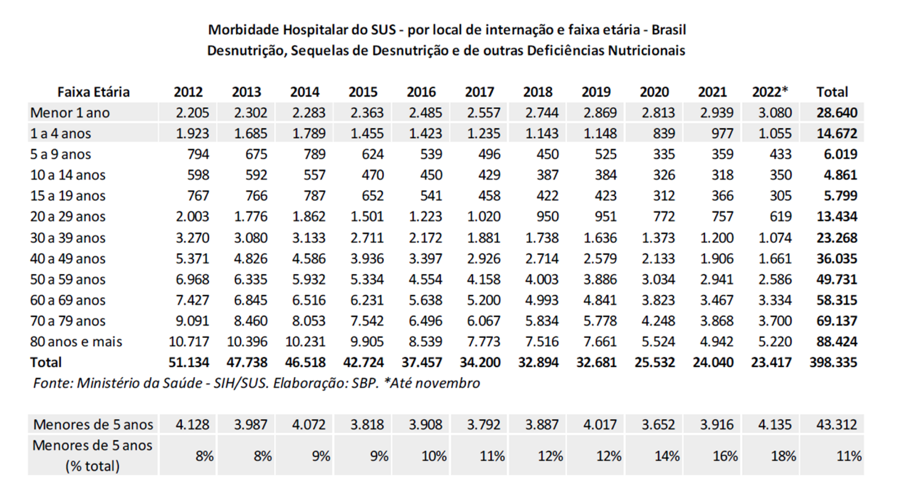 Morbidade Hospitalar do SUS - por local de internação e faixa etária - Brasil
Desnutrição, Sequelas de Desnutrição e de outras Deficiências Nutricionais
Faixa Etária 2012 2013 2014 2015 2016 2017 2018 2019 2020 2021 2022* Total
Menor 1 ano 2.205 2.302 2.283 2.363 2.485 2.557 2.744 2.869 2.813 2.939 3.080 28.640
1 a 4 anos 1.923 1.685 1.789 1.455 1.423 1.235 1.143 1.148 839 977 1.055 14.672
5 a 9 anos 794 675 789 624 539 496 450 525 335 359 433 6.019
10 a 14 anos 598 592 557 470 450 429 387 384 326 318 350 4.861
15 a 19 anos 767 766 787 652 541 458 422 423 312 366 305 5.799
20 a 29 anos 2.003 1.776 1.862 1.501 1.223 1.020 950 951 772 757 619 13.434
30 a 39 anos 3.270 3.080 3.133 2.711 2.172 1.881 1.738 1.636 1.373 1.200 1.074 23.268
40 a 49 anos 5.371 4.826 4.586 3.936 3.397 2.926 2.714 2.579 2.133 1.906 1.661 36.035
50 a 59 anos 6.968 6.335 5.932 5.334 4.554 4.158 4.003 3.886 3.034 2.941 2.586 49.731
60 a 69 anos 7.427 6.845 6.516 6.231 5.638 5.200 4.993 4.841 3.823 3.467 3.334 58.315
70 a 79 anos 9.091 8.460 8.053 7.542 6.496 6.067 5.834 5.778 4.248 3.868 3.700 69.137
80 anos e mais 10.717 10.396 10.231 9.905 8.539 7.773 7.516 7.661 5.524 4.942 5.220 88.424
Total 51.134 47.738 46.518 42.724 37.457 34.200 32.894 32.681 25.532 24.040 23.417 398.335
Fonte: Ministério da Saúde - SIH/SUS. Elaboração: SBP. *Até novembro
Menores de 5 anos 4.128 3.987 4.072 3.818 3.908 3.792 3.887 4.017 3.652 3.916 4.135 43.312
Menores de 5 anos
(% total) 8% 8% 9% 9% 10% 11% 12% 12% 14% 16% 18% 11%